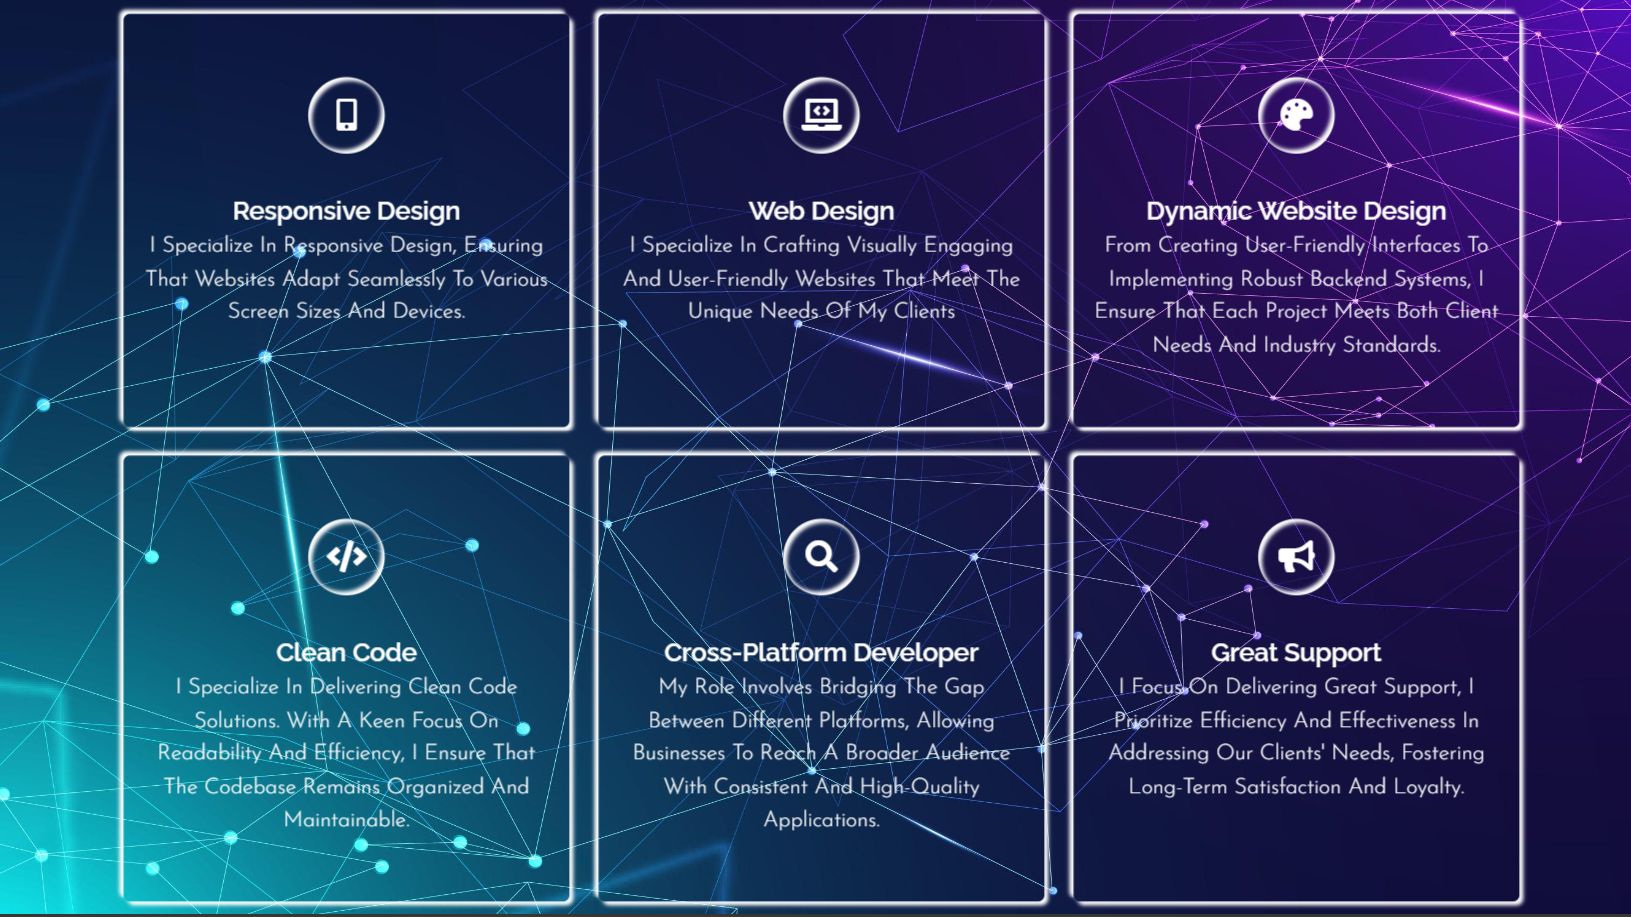 Responsive Design
I Specialize In Responsive Design, Ensuring
That Websites Adapt Seamlessly To Various
Screen Sizes And Devices.
Web Design
I Specialize In Crafting Visually Engaging
And User-Friendly Websites That Meet The
Unique Needs Of My Clients
Dynamic Website Design
From Creating User-Friendly Interfaces To
Implementing Robust Backend Systems, I
Ensure That Each Project Meets Both Client
Needs And Industry Standards.
Clean Code
I Specialize In Delivering Clean Code
Solutions. With A Keen Focus On
Readability And Efficiency, I Ensure That
The Codebase Remains Organized And
Maintainable.
Cross-Platform Developer
My Role Involves Bridging The Gap
Between Different Platforms, Allowing
Businesses To Reach A Broader Audience
With Consistent And High-Quality
Applications.
Great Support
I Focus On Delivering Great Support, I
Prioritize Efficiency And Effectiveness In
Addressing Our Clients' Needs, Fostering
Long-Term Satisfaction And Loyalty.